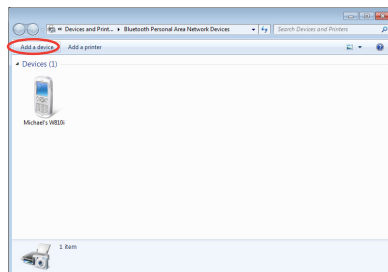 « Devices and Print... ▸ Bluetooth Personal Area Network Devices
Search Devices and Printers
Add a device
Add a printer
Devices (1)
Michael's W810i
1 item